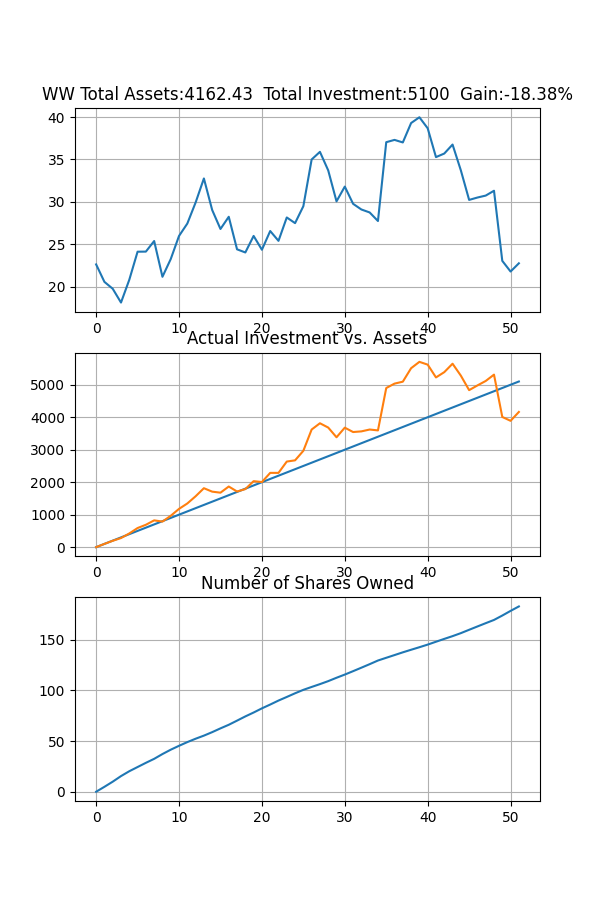 WW Total Assets:4162.43  Total Investment:5100  Gain:-18.38%
40
35
30
25
20
0 10 20 30 40 50
Actual Investment vs. Assets
5000
4000
3000
2000
1000
0
0 10 20 30 40 50
Number of Shares Owned
150
100
50
0
0 10 20 30 40 50